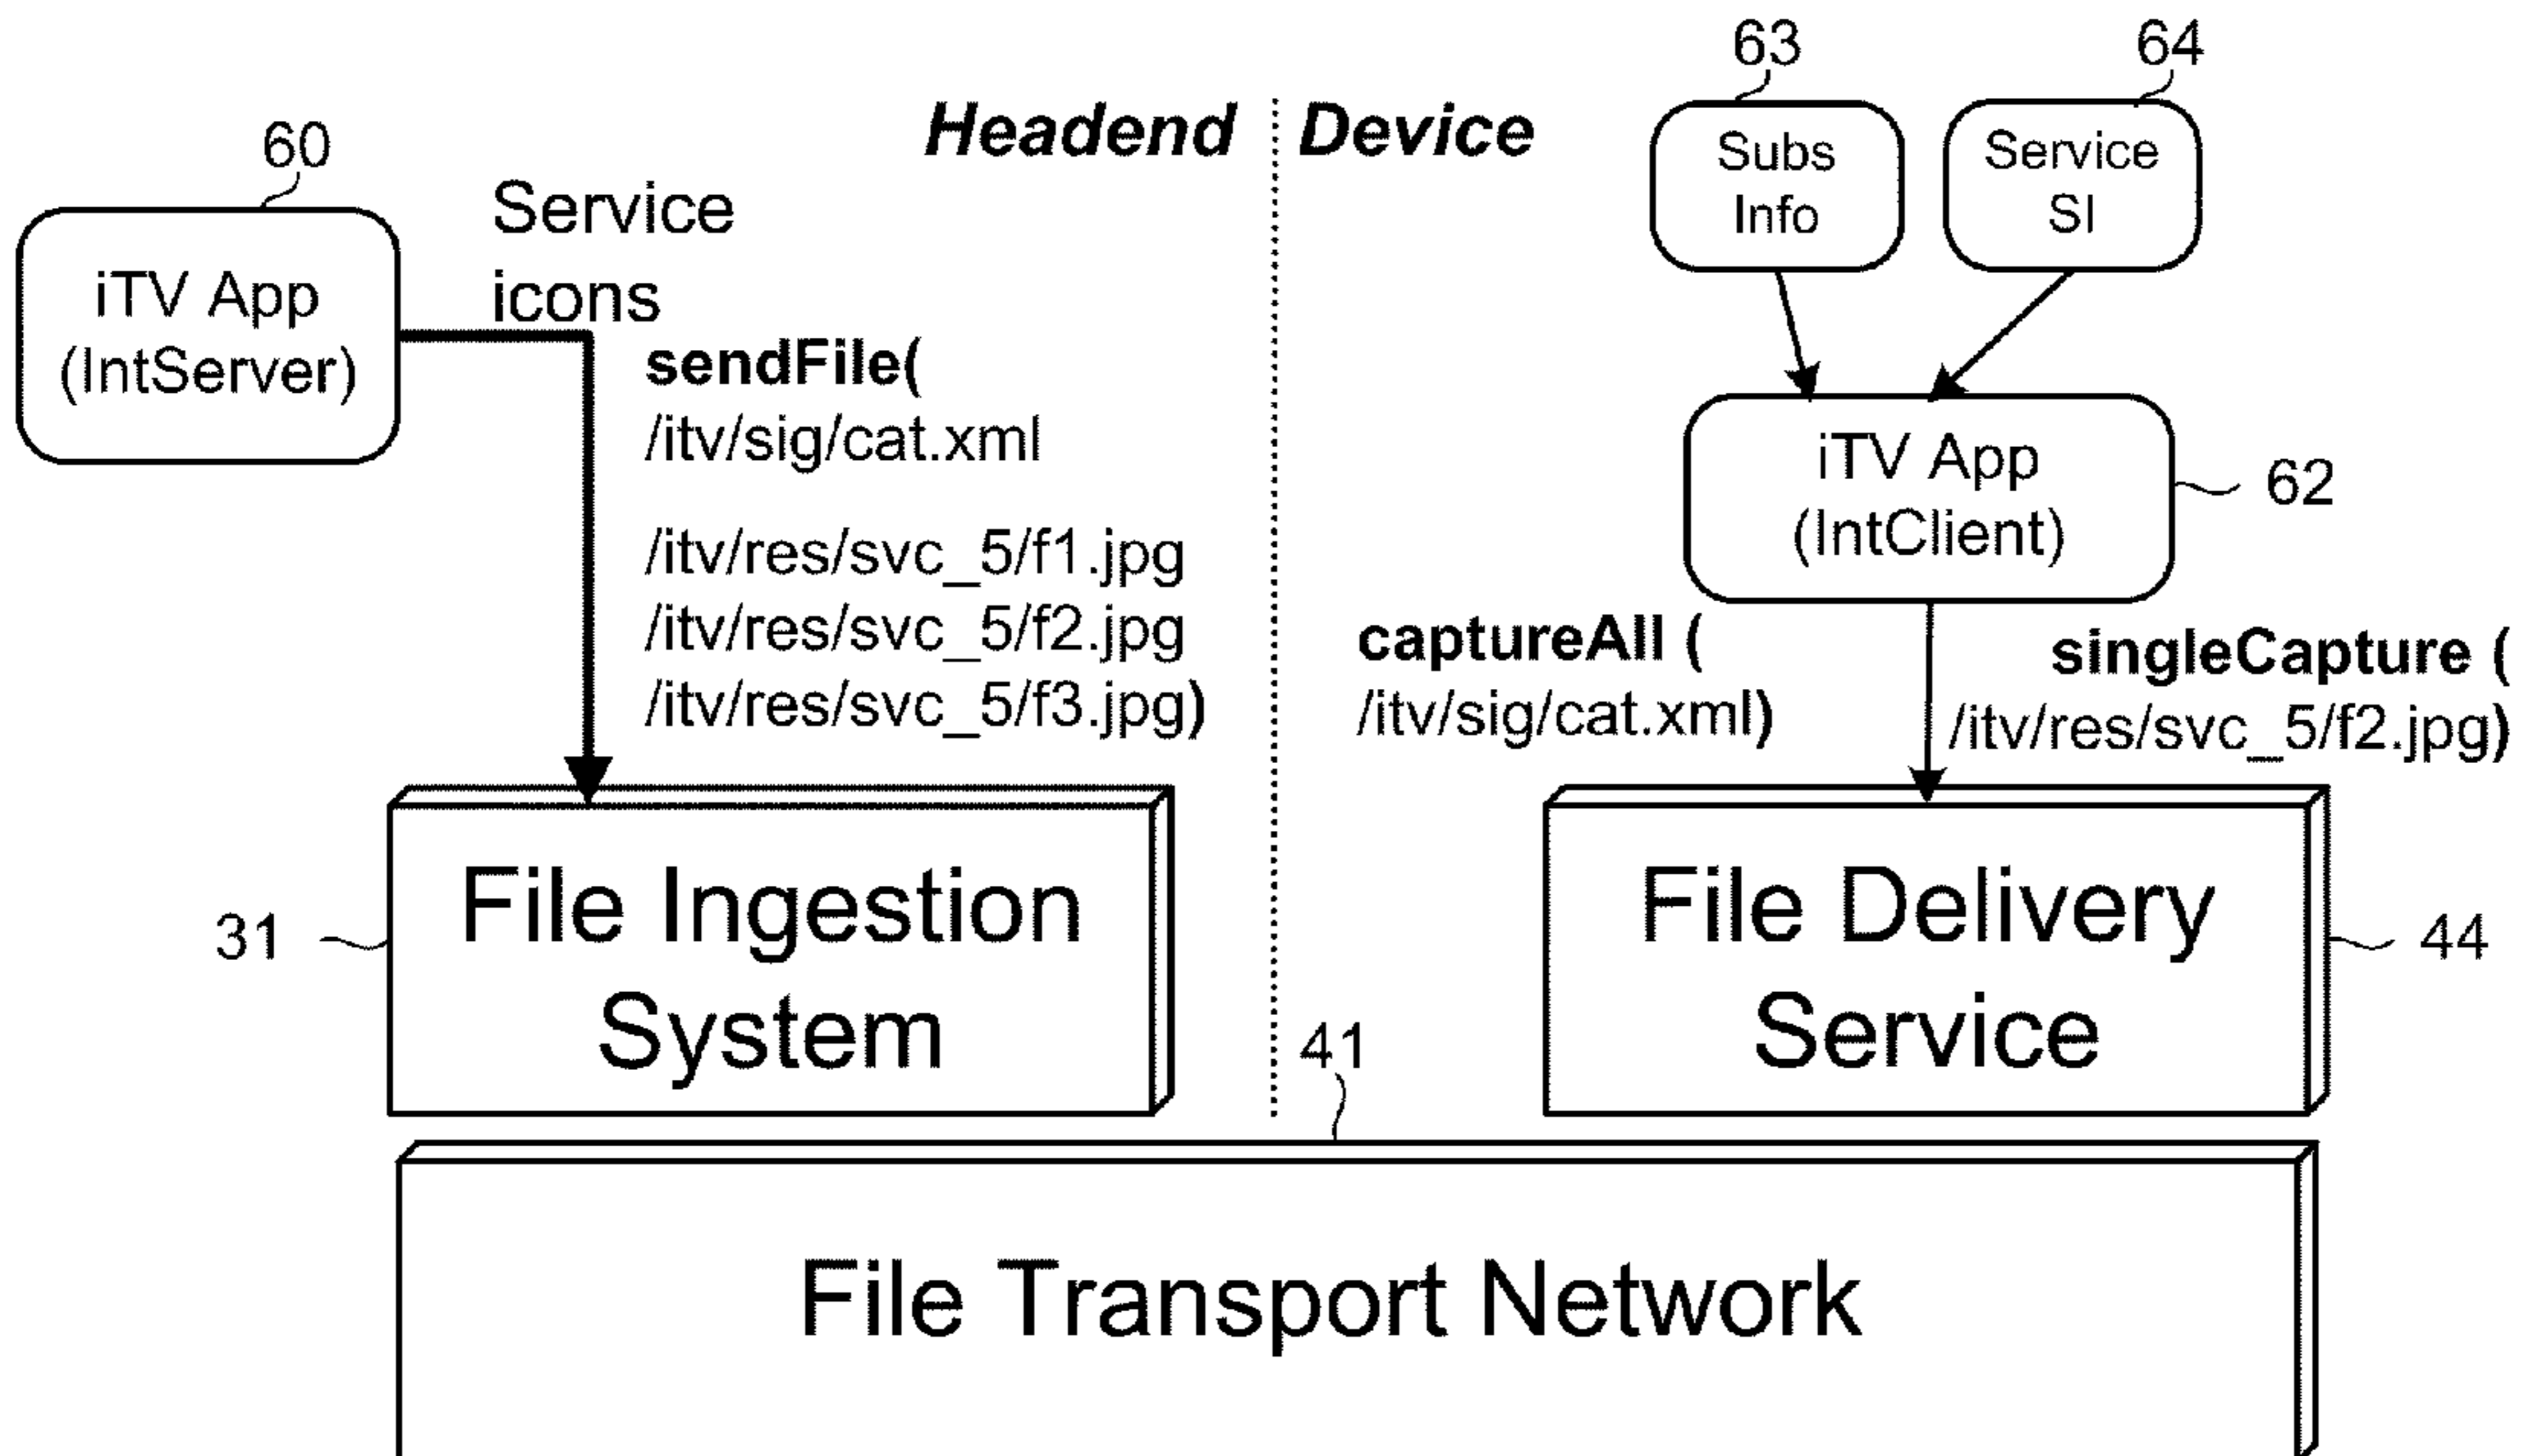 60
iTV App
(IntServer)
Service
icons
Headend
Device
63
Subs
Info
64
Service
SI
sendFile(
/itv/sig/cat.xml
/itv/res/svc_5/f1.jpg
/itv/res/svc_5/f2.jpg
/itv/res/svc_5/f3.jpg)
iTV App
(IntClient)
62
captureAll (
/itv/sig/cat.xml)
singleCapture (
/itv/res/svc_5/f2.jpg)
31
File Ingestion
System
File Delivery
Service
44
41
File Transport Network